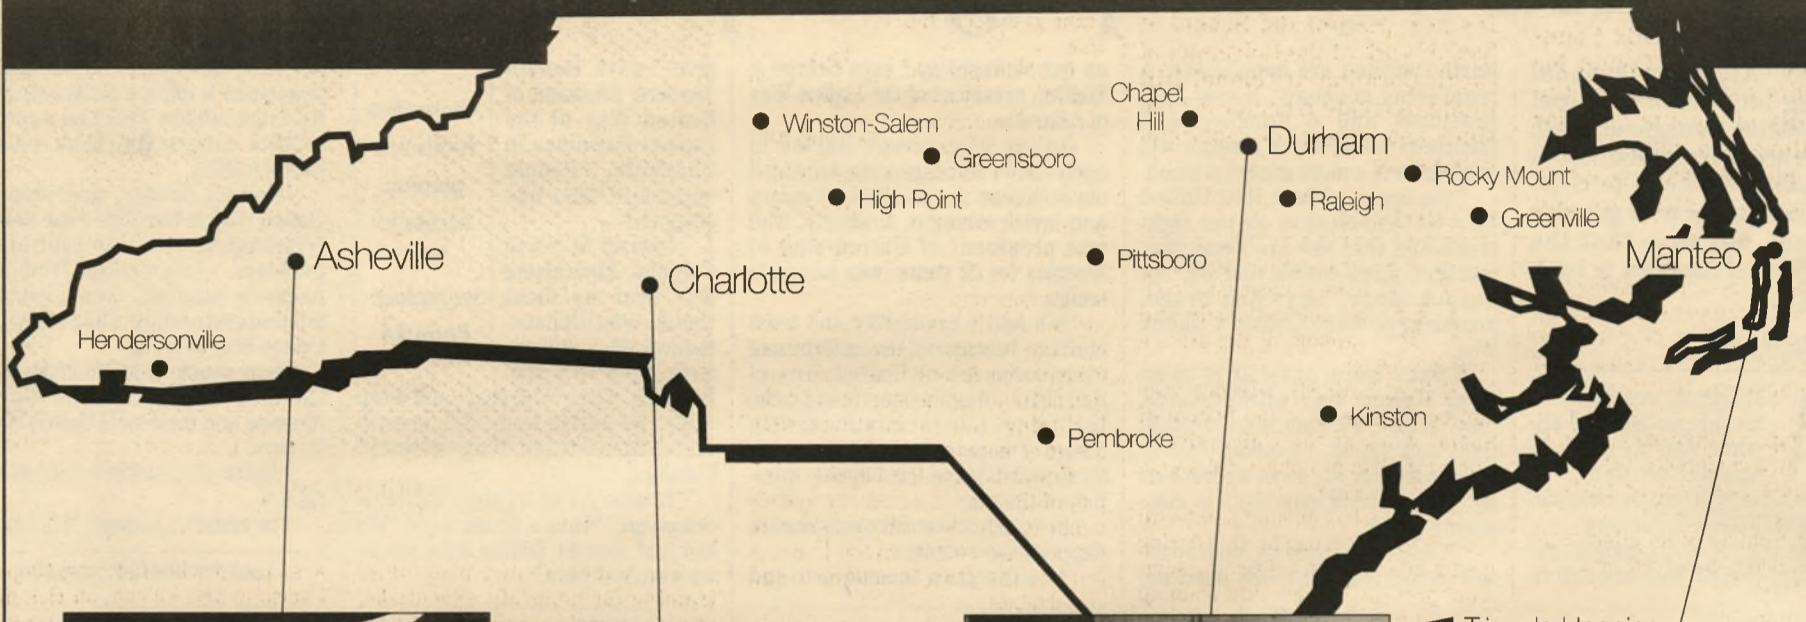 Chapel
Hill
Winston-Salem
Durham
Greensboro
Rocky Mount
High Point
Raleigh
Greenville
Asheville
Pittsboro
Manteo
Charlotte
Hendersonville
Kinston
Pembroke